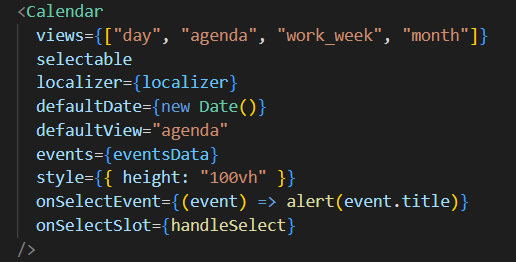 <Calendar
views={["day", "agenda", "work_week", "month"]}
selectable
localizer={localizer}
defaultDate={new Date()}
defaultView="agenda"
events={eventsData}
style={{ height: "100vh" }}
onSelectEvent={(event) => alert(event.title)}
onSelectSlot={handleSelect}
/>